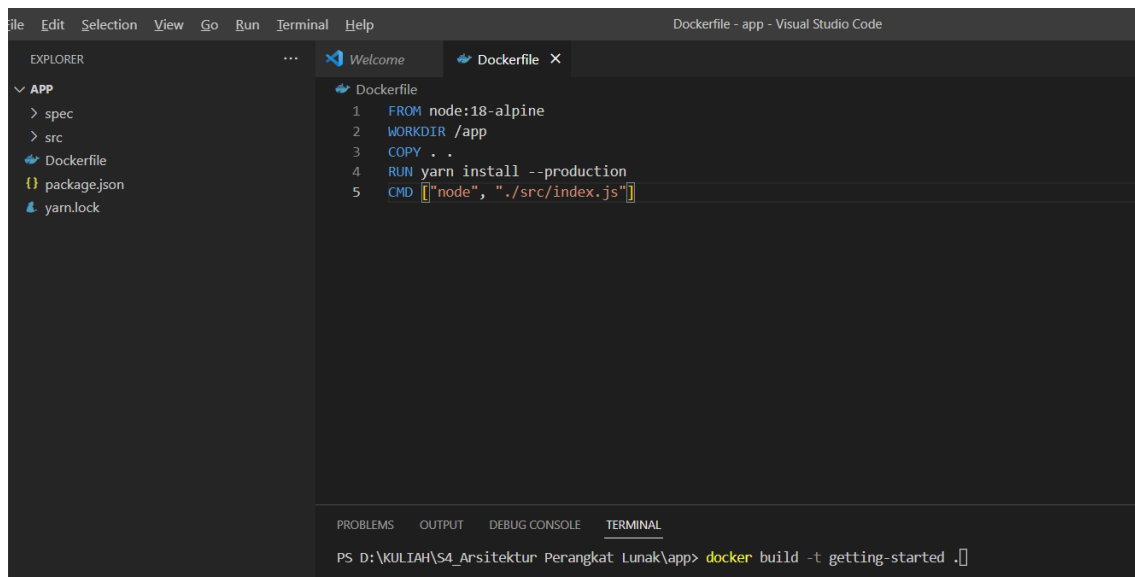 File Edit Selection View Go Run Terminal Help
Dockerfile - app - Visual Studio Code
EXPLORER ...
Welcome
Dockerfile
APP
spec
src
Dockerfile
package.json
yarn.lock
Dockerfile
1 FROM node:18-alpine
2 WORKDIR /app
3 COPY . .
4 RUN yarn install --production
5 CMD ["node", "./src/index.js"]
PROBLEMS OUTPUT DEBUG CONSOLE TERMINAL
PS D:\KULIAH\S4_Arsitektur Perangkat Lunak\app> docker build -t getting-started .